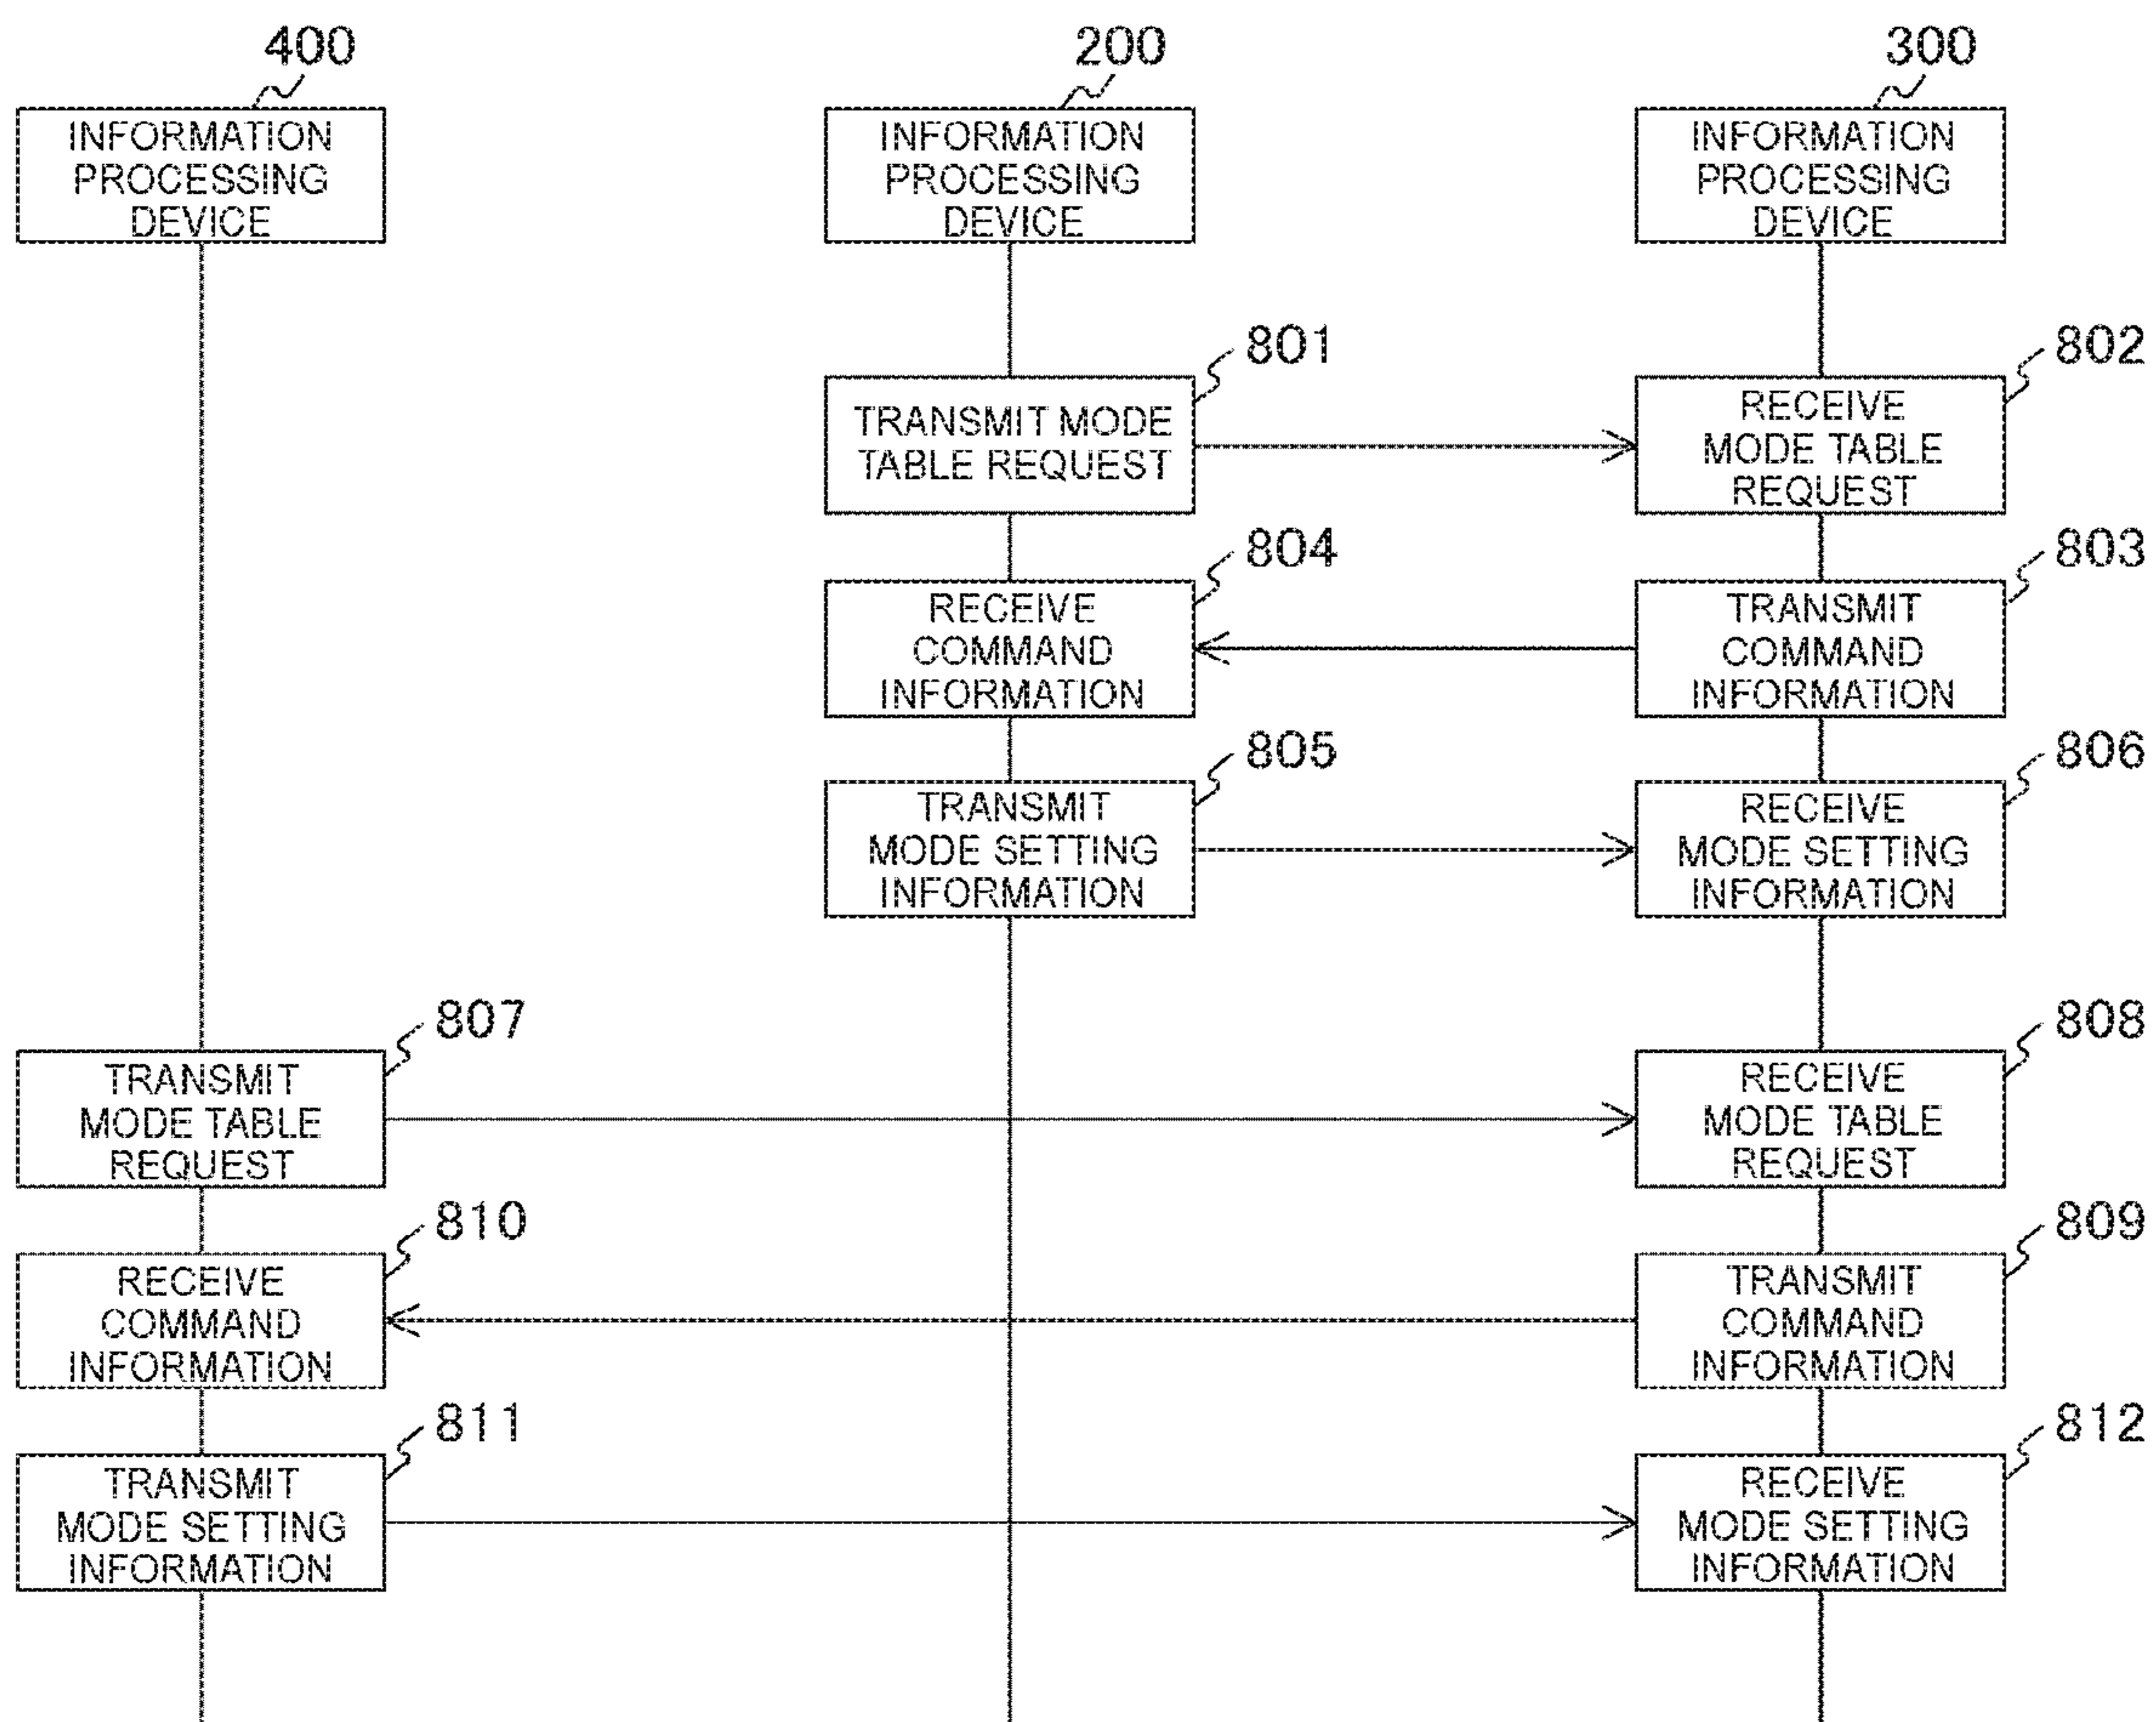 400
200
300
INFORMATION
PROCESSING
DEVICE
INFORMATION
PROCESSING
DEVICE
INFORMATION
PROCESSING
DEVICE
801
TRANSMIT MODE
TABLE REQUEST
802
RECEIVE
MODE TABLE
REQUEST
804
RECEIVE
COMMAND
INFORMATION
803
TRANSMIT
COMMAND
INFORMATION
805
TRANSMIT
MODE SETTING
INFORMATION
806
RECEIVE
MODE SETTING
INFORMATION
807
TRANSMIT
MODE TABLE
REQUEST
808
RECEIVE
MODE TABLE
REQUEST
810
RECEIVE
COMMAND
INFORMATION
809
TRANSMIT
COMMAND
INFORMATION
811
TRANSMIT
MODE SETTING
INFORMATION
812
RECEIVE
MODE SETTING
INFORMATION